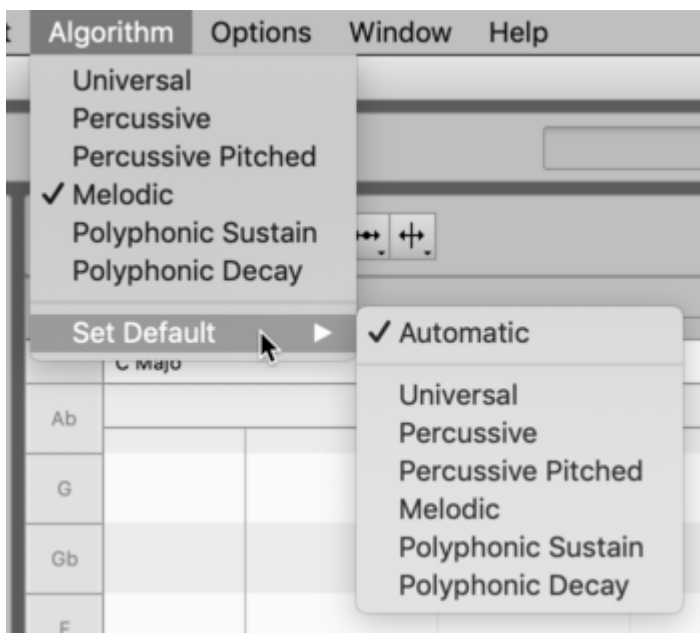 Algorithm Options Window Help
Universal
Percussive
Percussive Pitched
✓ Melodic
Polyphonic Sustain
Polyphonic Decay
Set Default
✓ Automatic
Universal
Percussive
Percussive Pitched
Melodic
Polyphonic Sustain
Polyphonic Decay
Ab
G
Gb